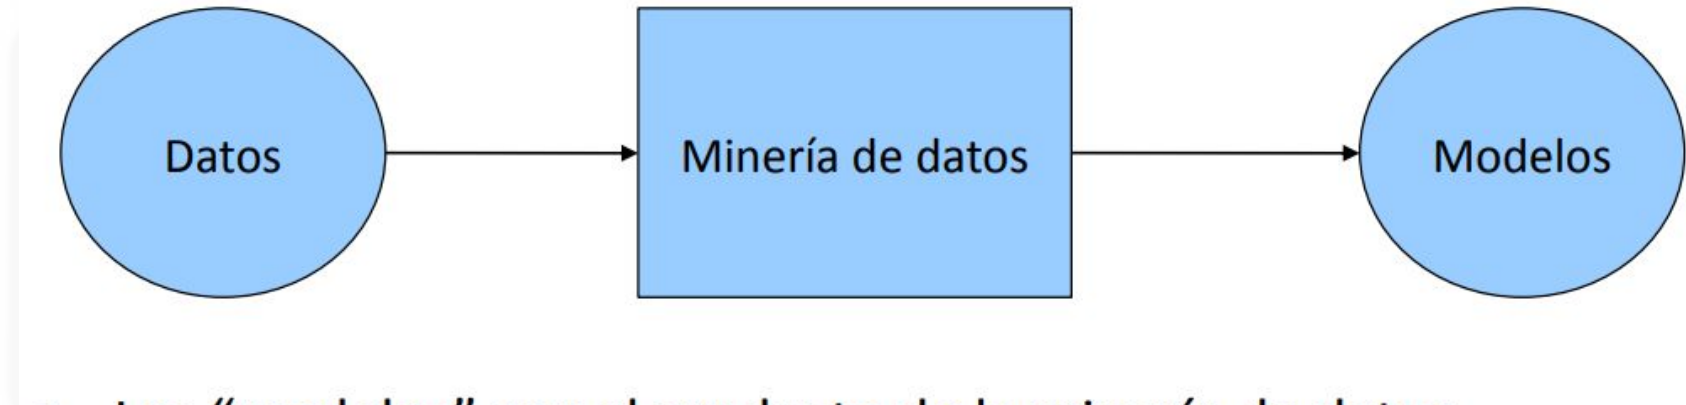 Datos
Minería de datos
Modelos
Los "modelos" son el producto de la minería de datos